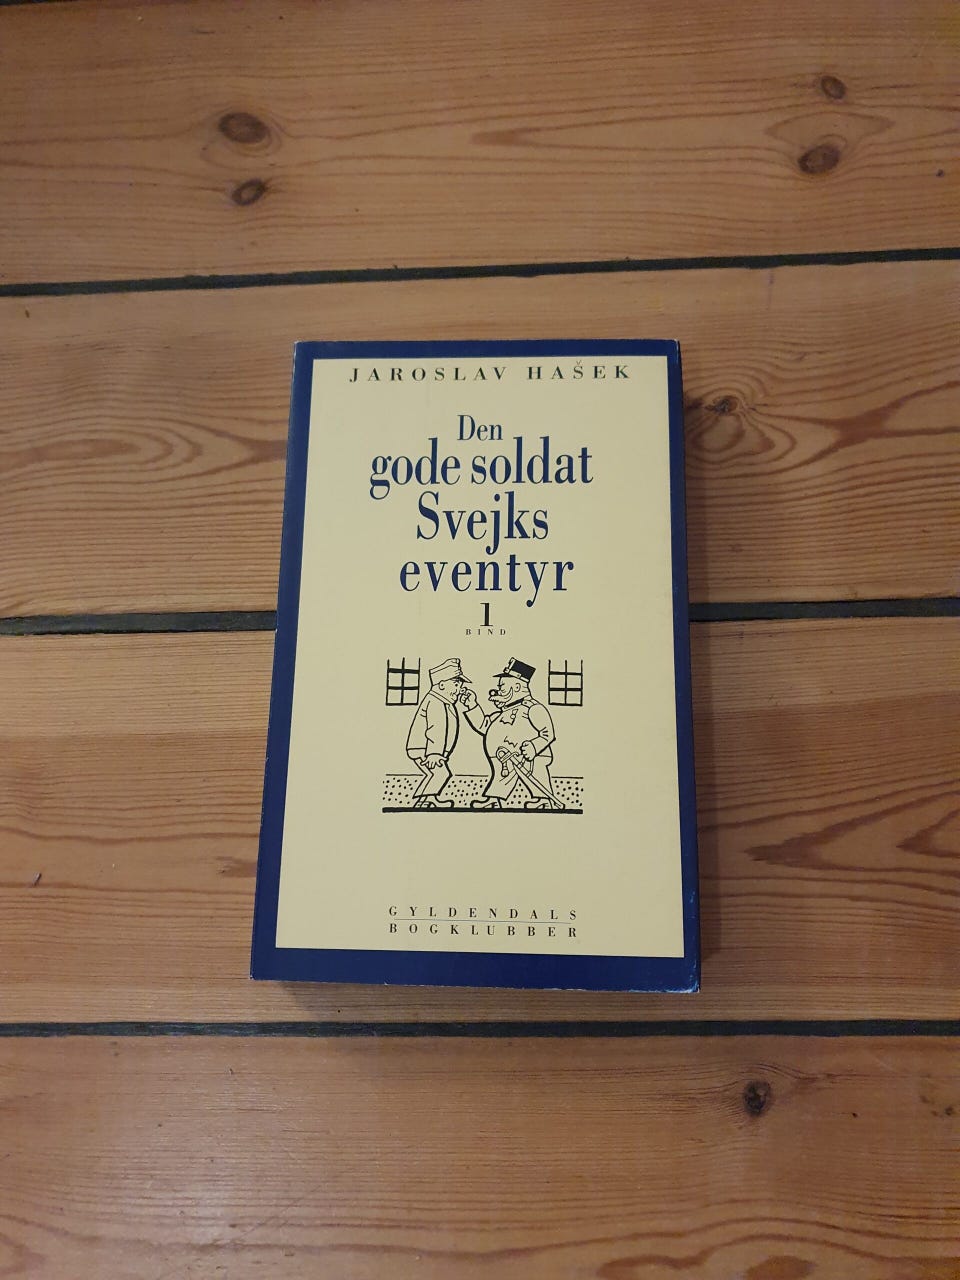 JAROSLAV HAŠEK
Den
gode soldat
Svejks
eventyr
1
BIND
GYLDENDALS
BOGKLUBBER